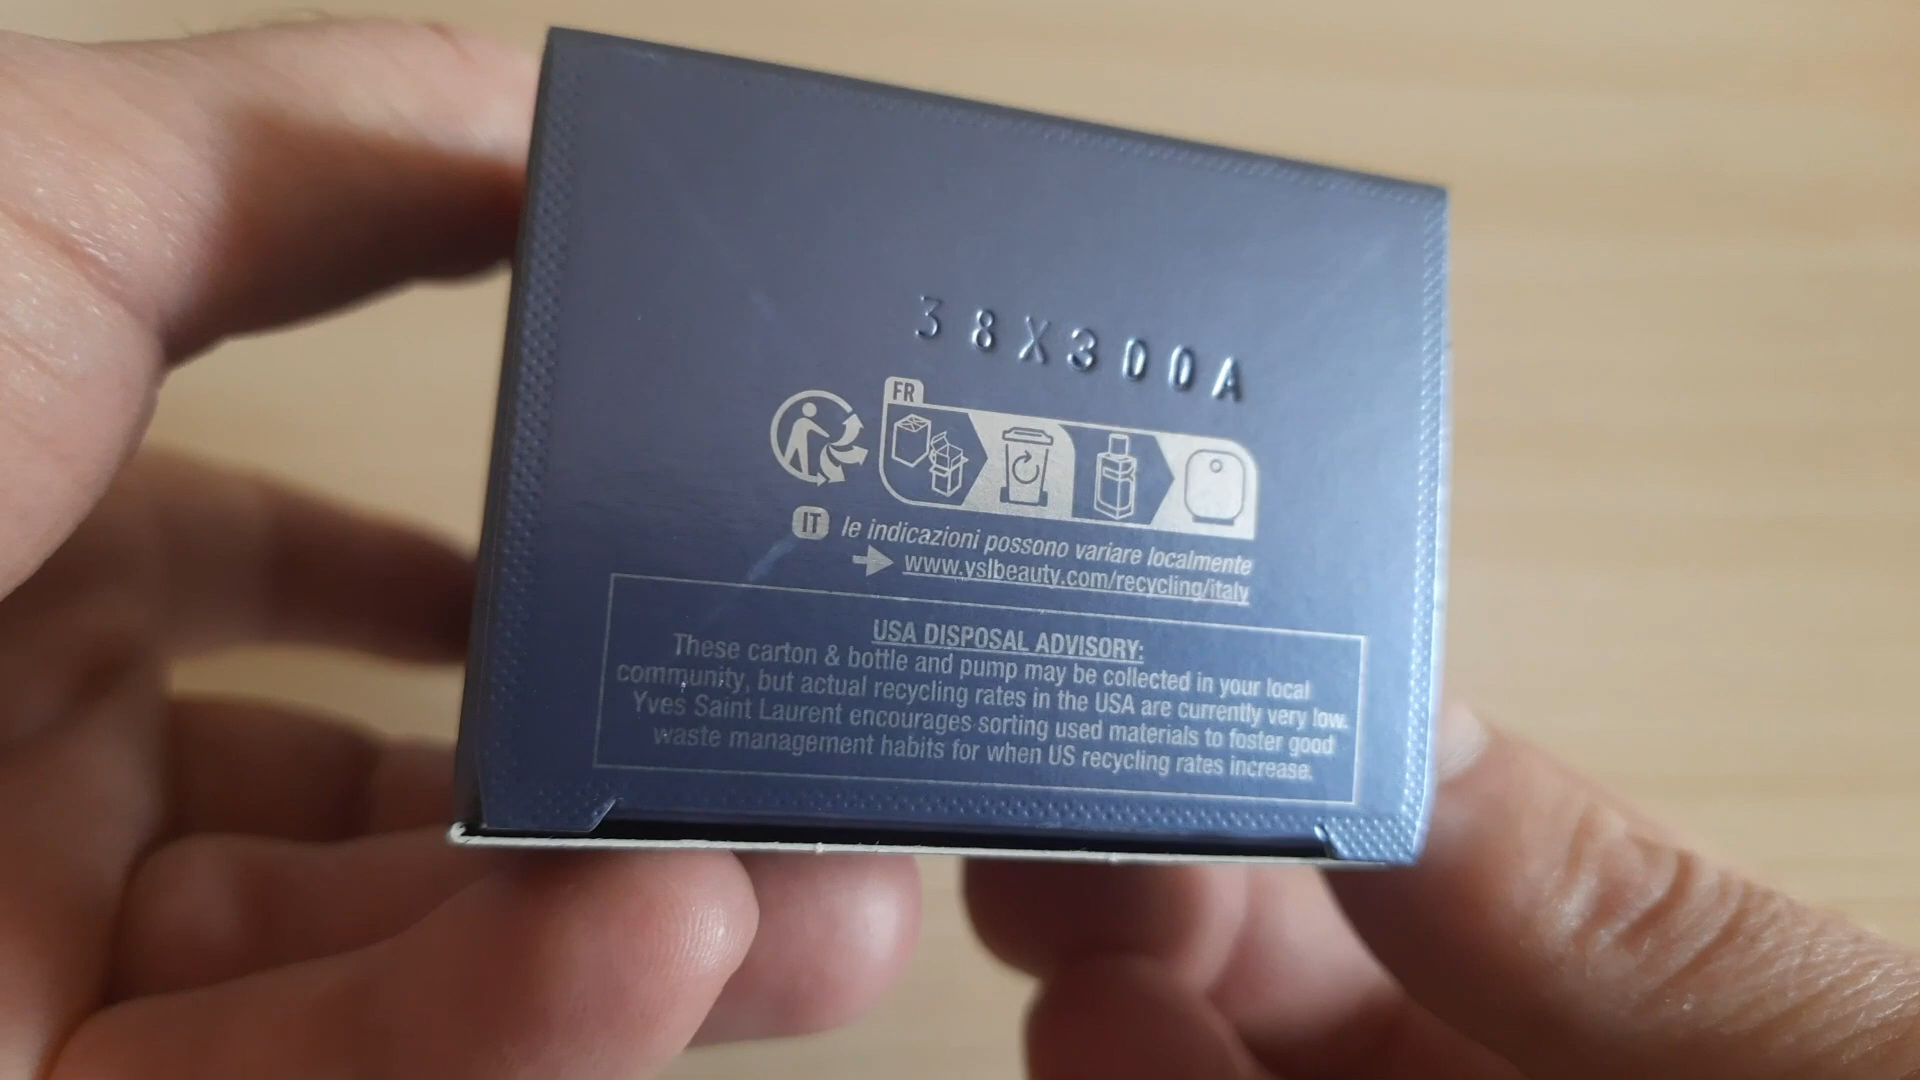 38X300A
FR
IT le indicazioni possono variare localmente
www.yslbeauty.com/recycling/italy
USA DISPOSAL ADVISORY:
These carton & bottle and pump may be collected in your local
community, but actual recycling rates in the USA are currently very low.
Yves Saint Laurent encourages sorting used materials to foster good
waste management habits for when US recycling rates increase.